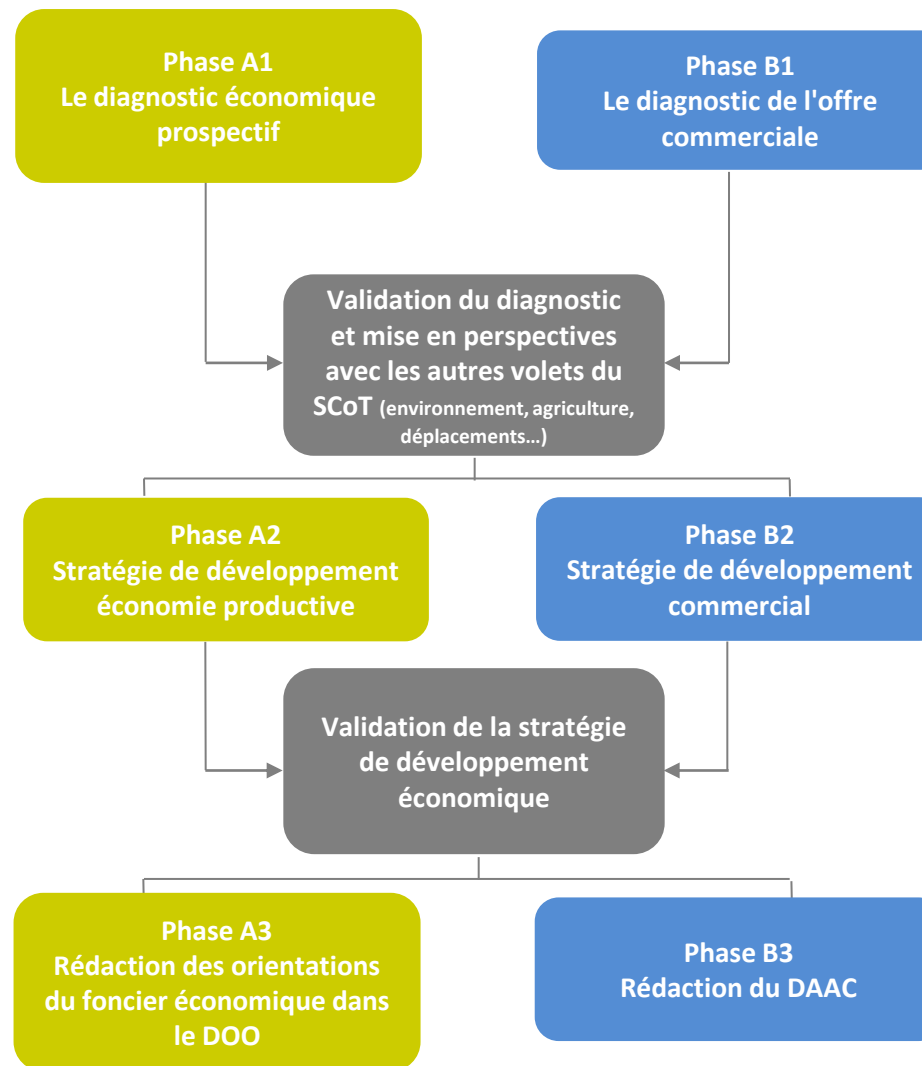 Phase A1
Le diagnostic économique
prospectif
Phase B1
Le diagnostic de l'offre
commerciale
Validation du diagnostic
et mise en perspectives
avec les autres volets du
SCoT (environnement, agriculture,
déplacements…)
Phase A2
Stratégie de développement
économie productive
Phase B2
Stratégie de développement
commercial
Validation de la stratégie
de développement
économique
Phase A3
Rédaction des orientations
du foncier économique dans
le DOO
Phase B3
Rédaction du DAAC